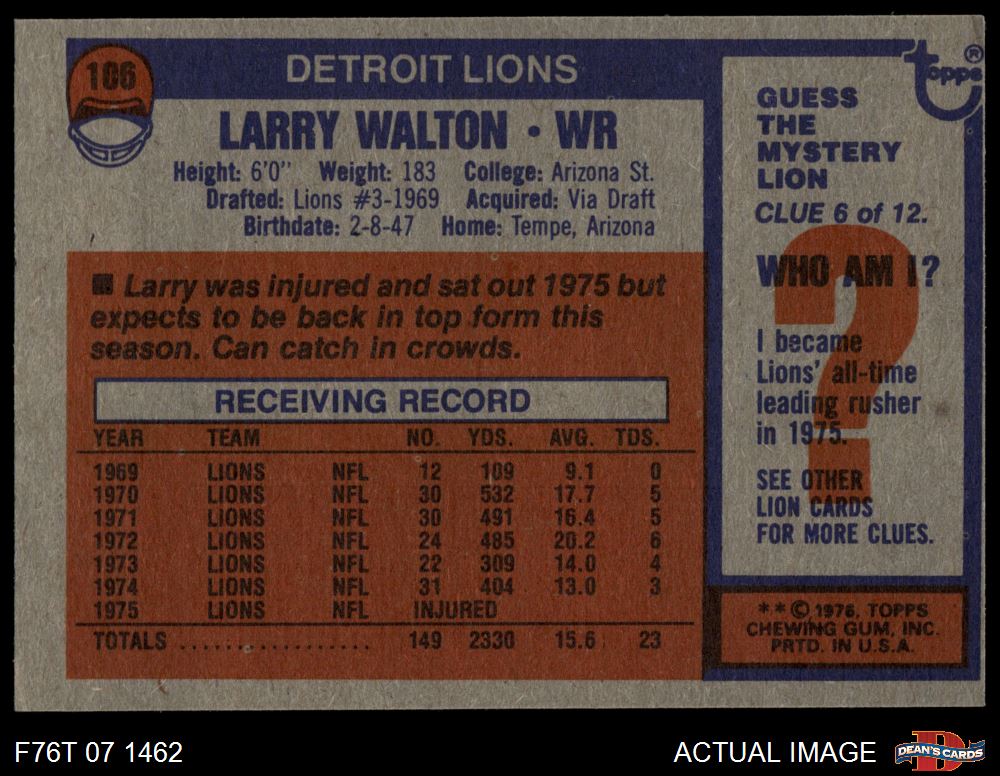 106
DETROIT LIONS
LARRY WALTON • WR
Height: 6'0" Weight: 183 College: Arizona St.
Drafted: Lions #3-1969 Acquired: Via Draft
Birthdate: 2-8-47 Home: Tempe, Arizona
■ Larry was injured and sat out 1975 but
expects to be back in top form this
season. Can catch in crowds.
RECEIVING RECORD
YEAR TEAM NO. YDS. AVG. TDS.
1969 LIONS NFL 12 109 9.1 0
1970 LIONS NFL 30 532 17.7 5
1971 LIONS NFL 30 491 16.4 5
1972 LIONS NFL 24 485 20.2 6
1973 LIONS NFL 22 309 14.0 4
1974 LIONS NFL 31 404 13.0 3
1975 LIONS NFL INJURED
TOTALS .................. 149 2330 15.6 23
topps®
GUESS
THE
MYSTERY
LION
CLUE 6 of 12.
?
WHO AM I?
I became
Lions' all-time
leading rusher
in 1975.
SEE OTHER
LION CARDS
FOR MORE CLUES.
** © 1976, TOPPS
CHEWING GUM, INC.
PRTD. IN U.S.A.
F76T 07 1462
ACTUAL IMAGE
D
DEAN'S CARDS